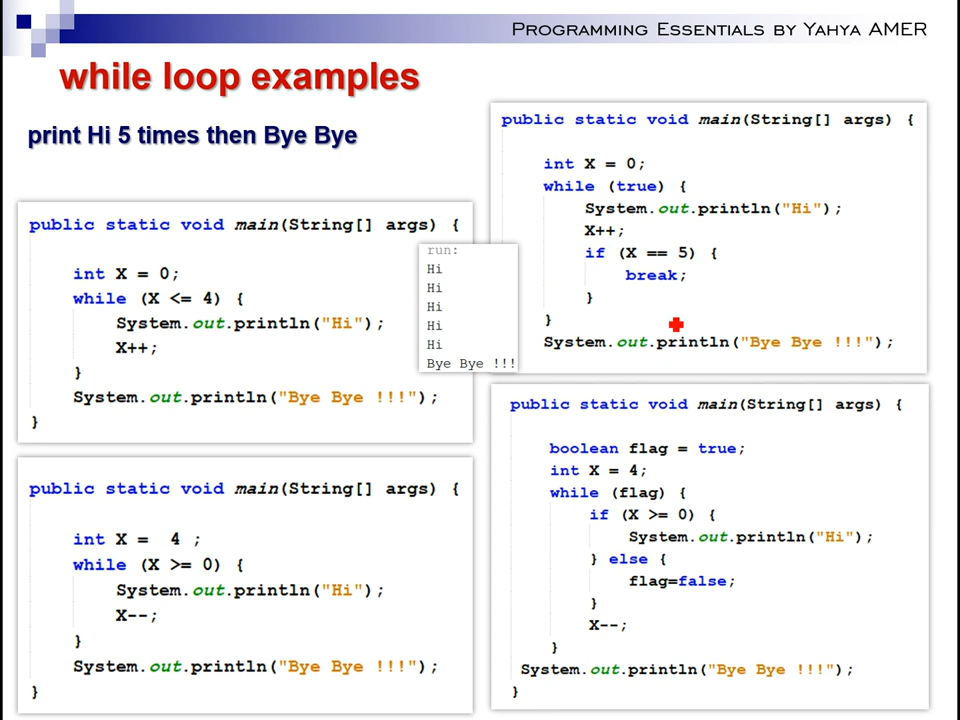 Programming Essentials by Yahya AMER
while loop examples
print Hi 5 times then Bye Bye
public static void main(String[] args) {
int X = 0;
while (X <= 4) {
System.out.println("Hi");
X++;
}
System.out.println("Bye Bye !!!");
}
run:
Hi
Hi
Hi
Hi
Hi
Bye Bye !!!
public static void main(String[] args) {
int X = 0;
while (true) {
System.out.println("Hi");
X++;
if (X == 5) {
break;
}
}
System.out.println("Bye Bye !!!");
public static void main(String[] args) {
int X =  4 ;
while (X >= 0) {
System.out.println("Hi");
X--;
}
System.out.println("Bye Bye !!!");
}
public static void main(String[] args) {
boolean flag = true;
int X = 4;
while (flag) {
if (X >= 0) {
System.out.println("Hi");
} else {
flag=false;
}
X--;
}
System.out.println("Bye Bye !!!");
}